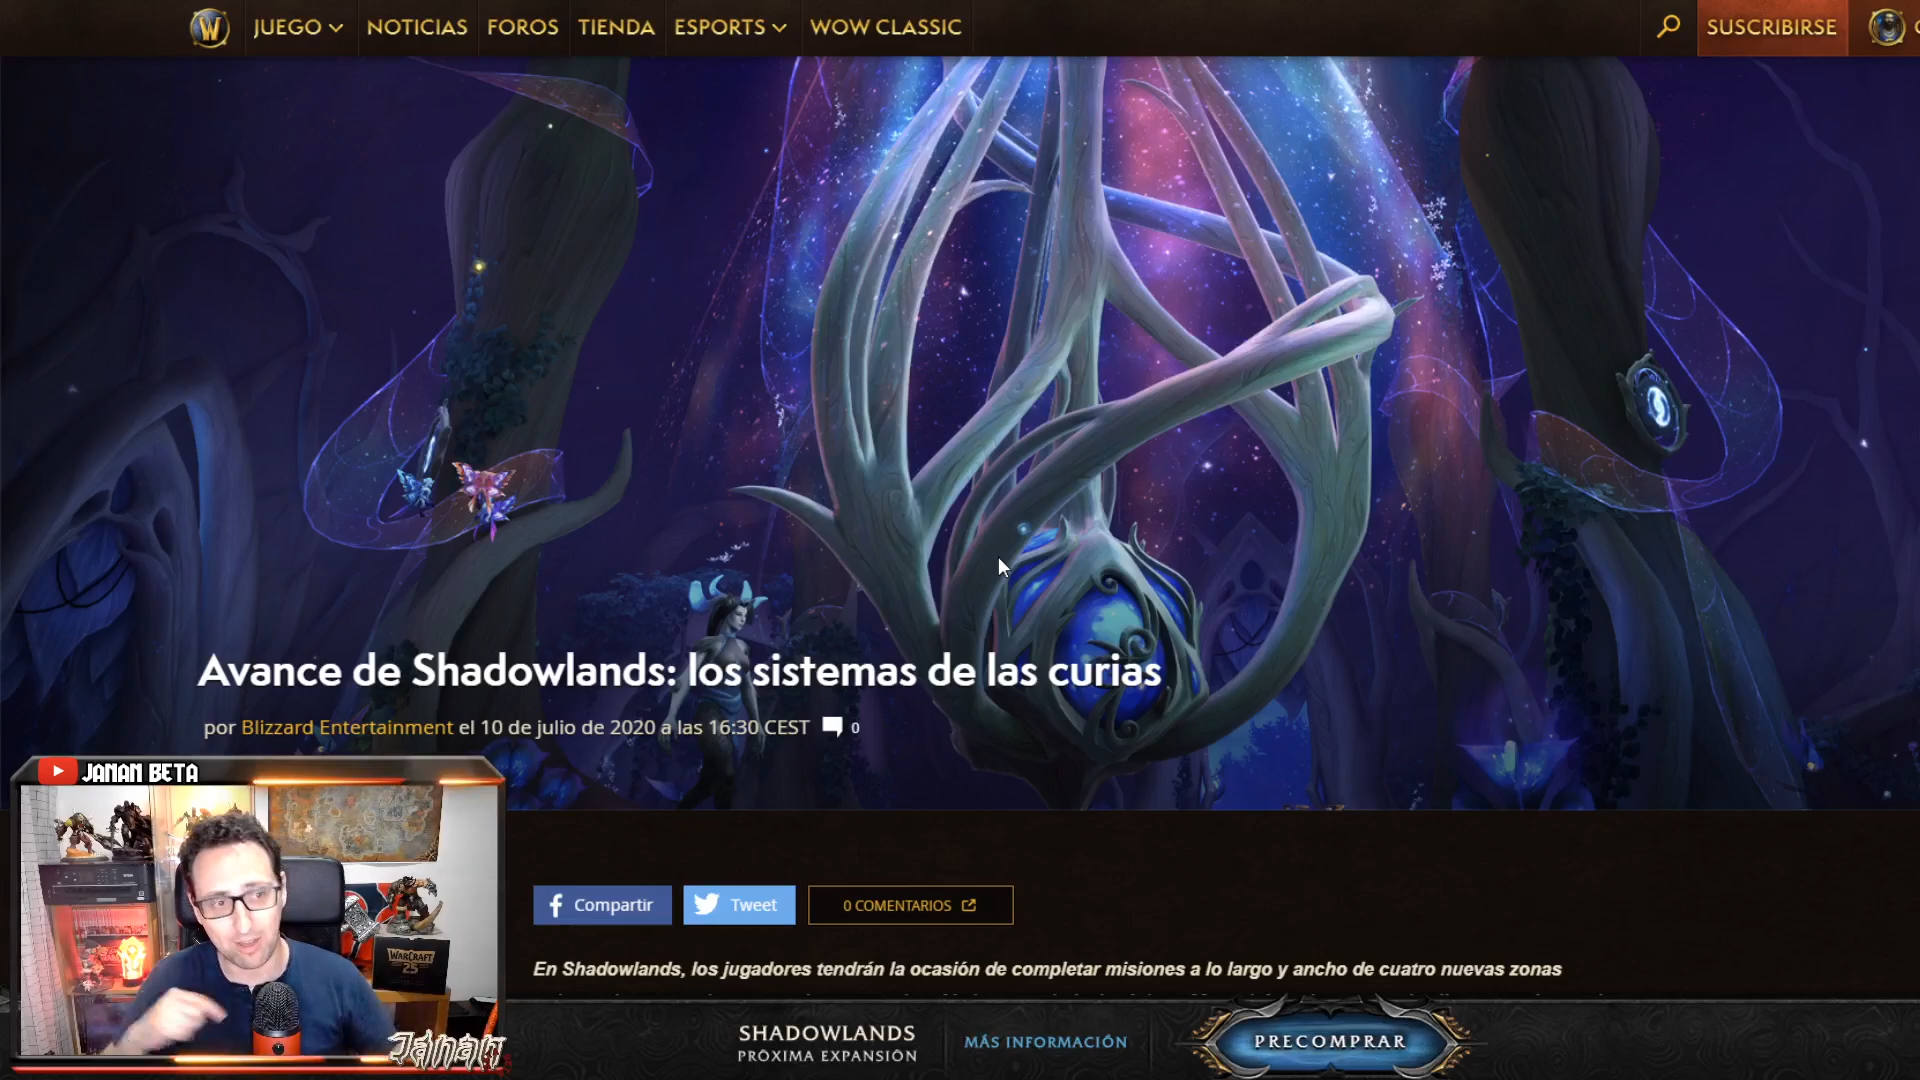 JUEGO NOTICIAS FOROS TIENDA ESPORTS WOW CLASSIC SUSCRIBIRSE
Avance de Shadowlands: los sistemas de las curias
por Blizzard Entertainment el 10 de julio de 2020 a las 16:30 CEST 0
JANAN BETA
WARCRAFT
25
Janan
Compartir Tweet 0 COMENTARIOS
En Shadowlands, los jugadores tendrán la ocasión de completar misiones a lo largo y ancho de cuatro nuevas zonas
SHADOWLANDS
PRÓXIMA EXPANSIÓN
MÁS INFORMACIÓN
PRECOMPRAR